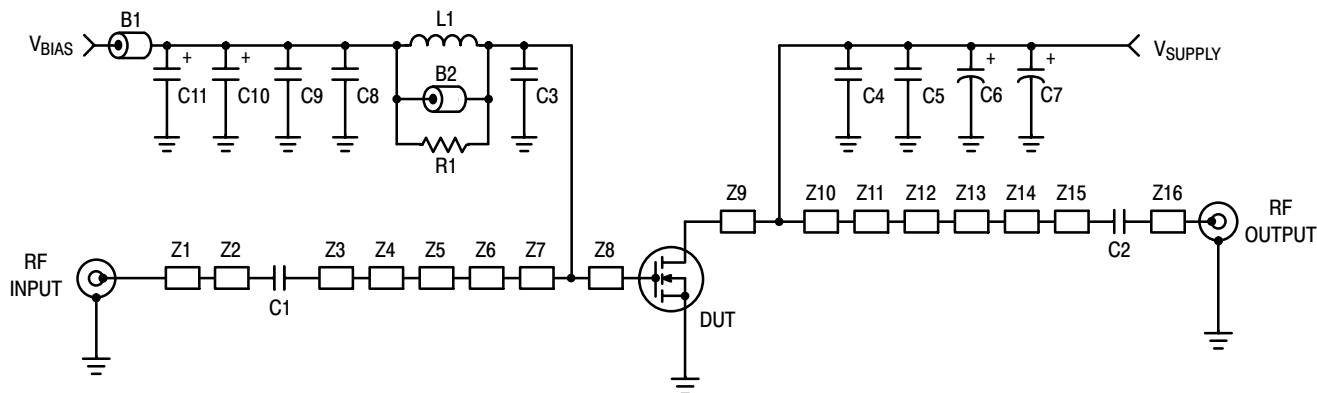 B1
L1
VBIAS
VSUPPLY
+
+
B2
+
+
C11
C10
C9
C8
C3
C4
C5
C6
C7
R1
Z9
Z10
Z11
Z12
Z13
Z14
Z15
Z16
RF
OUTPUT
C2
RF
INPUT
Z1
Z2
Z3
Z4
Z5
Z6
Z7
Z8
C1
DUT